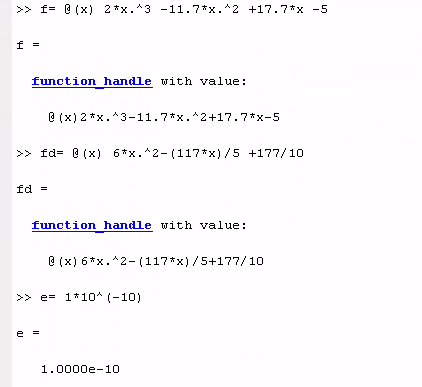 >> f= @(x) 2*x.^3 -11.7*x.^2 +17.7*x -5
f =
function_handle with value:
@(x)2*x.^3-11.7*x.^2+17.7*x-5
>> fd= @(x) 6*x.^2-(117*x)/5 +177/10
fd =
function_handle with value:
@(x)6*x.^2-(117*x)/5+177/10
>> e= 1*10^(-10)
e =
1.0000e-10